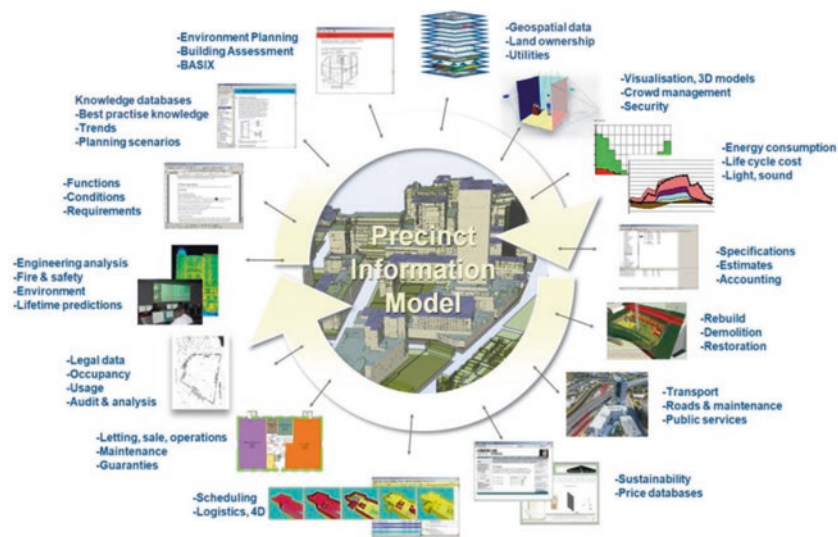 -Environment Planning
-Building Assessment
-BASIX
-Geospatial data
-Land ownership
-Utilities
-Visualisation, 3D models
-Crowd management
-Security
Knowledge databases
-Best practise knowledge
-Trends
-Planning scenarios
-Energy consumption
-Life cycle cost
-Light, sound
-Functions
-Conditions
-Requirements
Precinct
Information
Model
-Specifications
-Estimates
-Accounting
-Engineering analysis
-Fire & safety
-Environment
-Lifetime predictions
-Rebuild
-Demolition
-Restoration
-Legal data
-Occupancy
-Usage
-Audit & analysis
-Transport
-Roads & maintenance
-Public services
-Letting, sale, operations
-Maintenance
-Guaranties
-Sustainability
-Price databases
-Scheduling
-Logistics, 4D